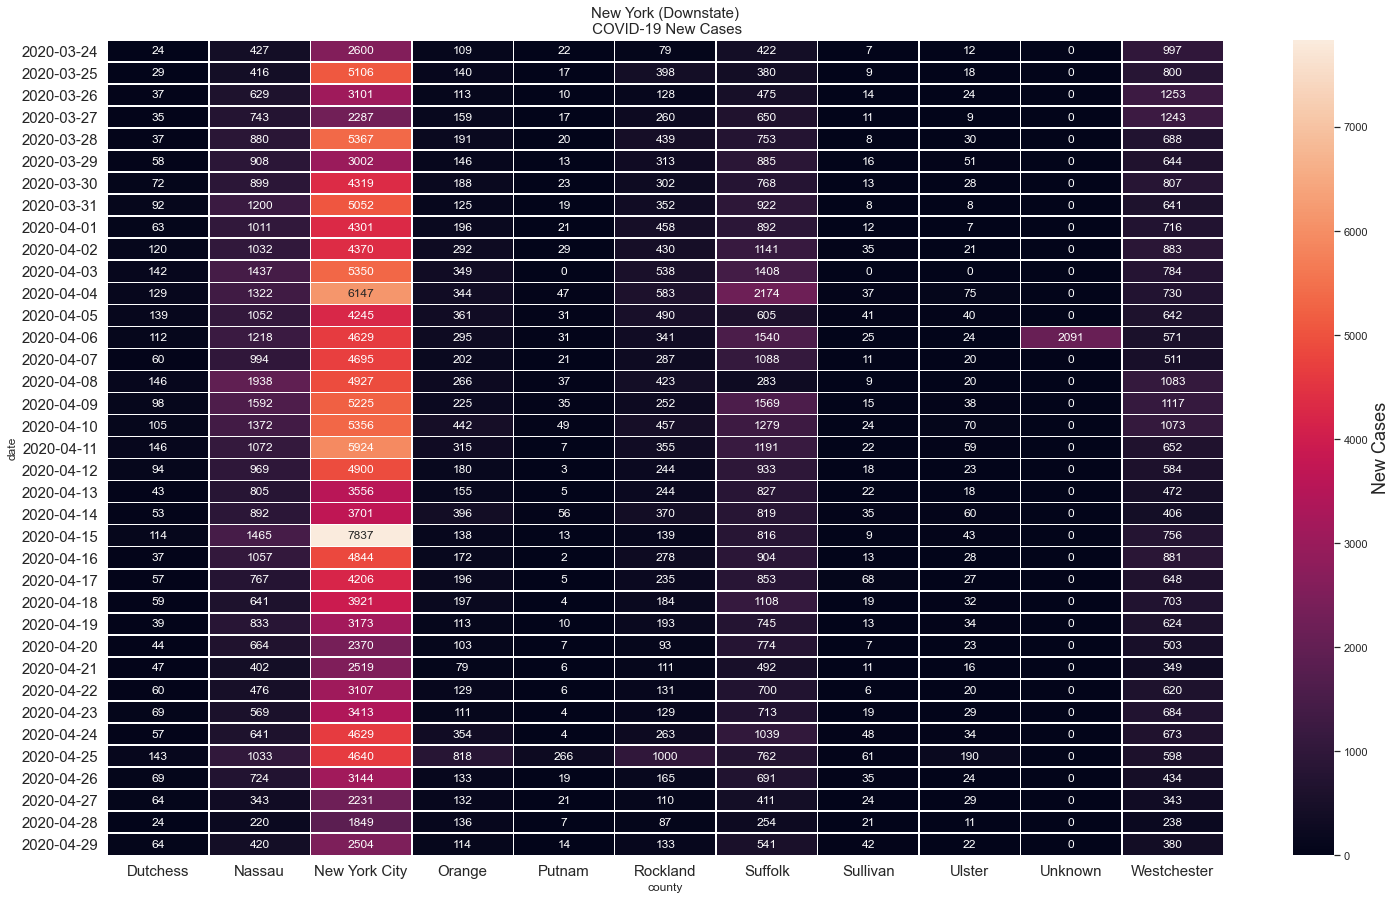 New York (Downstate)
COVID-19 New Cases
2020-03-24 24 427 2600 109 22 79 422 7 12 0 997
2020-03-25 29 416 5106 140 17 398 380 9 18 0 800
2020-03-26 37 629 3101 113 10 128 475 14 24 0 1253
2020-03-27 35 743 2287 159 17 260 650 11 9 0 1243
2020-03-28 37 880 5367 191 20 439 753 8 30 0 688
2020-03-29 58 908 3002 146 13 313 885 16 51 0 644
2020-03-30 72 899 4319 188 23 302 768 13 28 0 807
2020-03-31 92 1200 5052 125 19 352 922 8 8 0 641
2020-04-01 63 1011 4301 196 21 458 892 12 7 0 716
2020-04-02 120 1032 4370 292 29 430 1141 35 21 0 883
2020-04-03 142 1437 5350 349 0 538 1408 0 0 0 784
2020-04-04 129 1322 6147 344 47 583 2174 37 75 0 730
2020-04-05 139 1052 4245 361 31 490 605 41 40 0 642
2020-04-06 112 1218 4629 295 31 341 1540 25 24 2091 571
2020-04-07 60 994 4695 202 21 287 1088 11 20 0 511
2020-04-08 146 1938 4927 266 37 423 283 9 20 0 1083
2020-04-09 98 1592 5225 225 35 252 1569 15 38 0 1117
2020-04-10 105 1372 5356 442 49 457 1279 24 70 0 1073
2020-04-11 146 1072 5924 315 7 355 1191 22 59 0 652
2020-04-12 94 969 4900 180 3 244 933 18 23 0 584
2020-04-13 43 805 3556 155 5 244 827 22 18 0 472
2020-04-14 53 892 3701 396 56 370 819 35 60 0 406
2020-04-15 114 1465 7837 138 13 139 816 9 43 0 756
2020-04-16 37 1057 4844 172 2 278 904 13 28 0 881
2020-04-17 57 767 4206 196 5 235 853 68 27 0 648
2020-04-18 59 641 3921 197 4 184 1108 19 32 0 703
2020-04-19 39 833 3173 113 10 193 745 13 34 0 624
2020-04-20 44 664 2370 103 7 93 774 7 23 0 503
2020-04-21 47 402 2519 79 6 111 492 11 16 0 349
2020-04-22 60 476 3107 129 6 131 700 6 20 0 620
2020-04-23 69 569 3413 111 4 129 713 19 29 0 684
2020-04-24 57 641 4629 354 4 263 1039 48 34 0 673
2020-04-25 143 1033 4640 818 266 1000 762 61 190 0 598
2020-04-26 69 724 3144 133 19 165 691 35 24 0 434
2020-04-27 64 343 2231 132 21 110 411 24 29 0 343
2020-04-28 24 220 1849 136 7 87 254 21 11 0 238
2020-04-29 64 420 2504 114 14 133 541 42 22 0 380
Dutchess Nassau New York City Orange Putnam Rockland Suffolk Sullivan Ulster Unknown Westchester
county
date
7000
6000
5000
4000
3000
2000
1000
0
New Cases